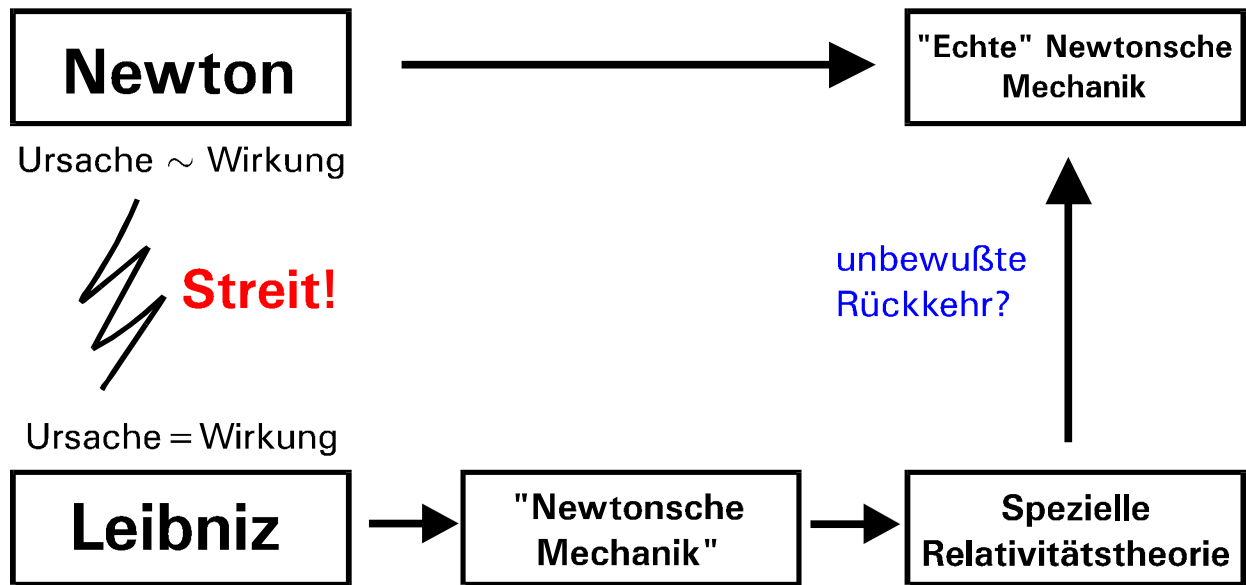 Newton
"Echte" Newtonsche
Mechanik
Ursache ~ Wirkung
Streit!
unbewußte
Rückkehr?
Ursache = Wirkung
Leibniz
"Newtonsche
Mechanik"
Spezielle
Relativitätstheorie